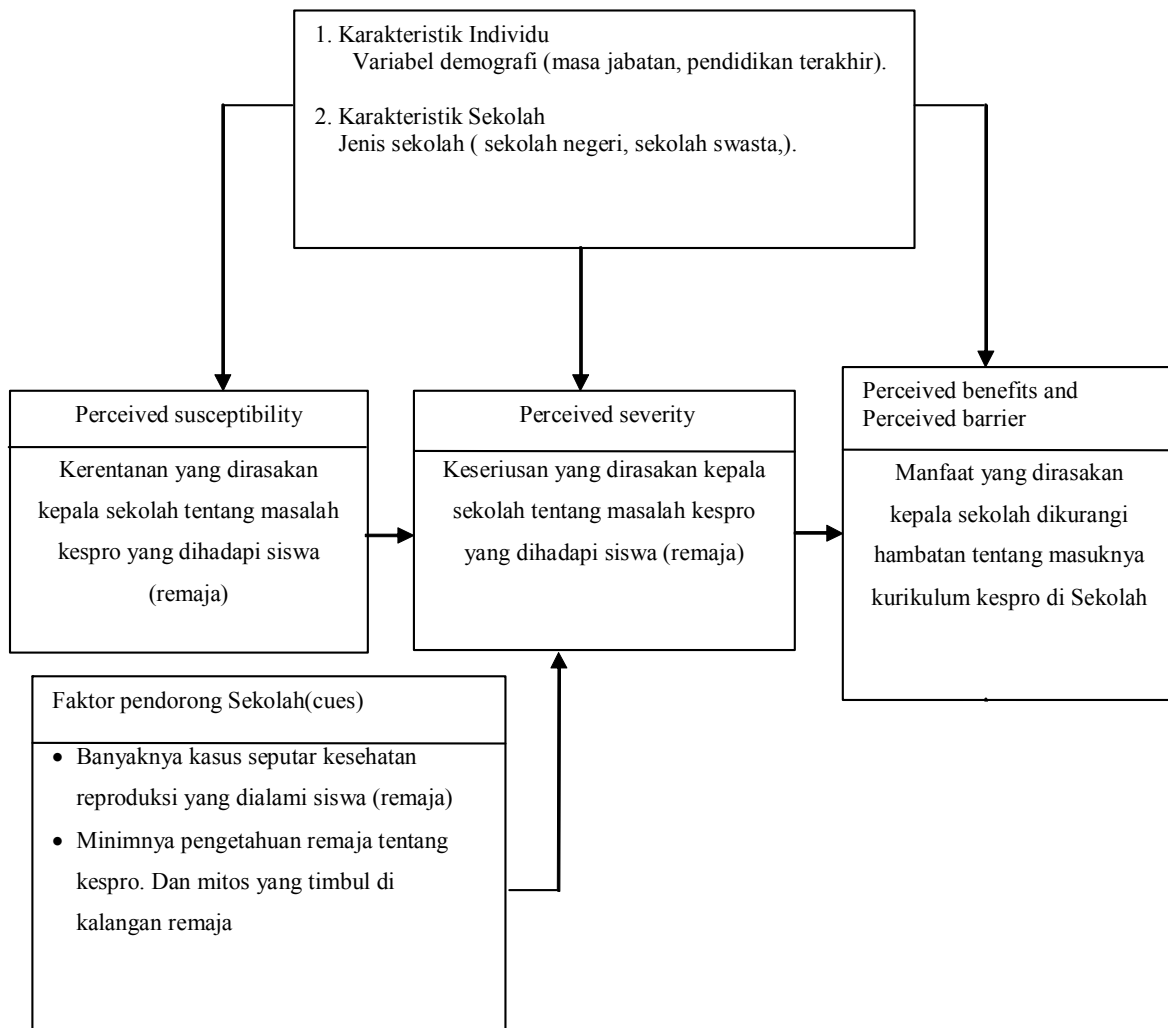 1. Karakteristik Individu
Variabel demografi (masa jabatan, pendidikan terakhir).
2. Karakteristik Sekolah
Jenis sekolah ( sekolah negeri, sekolah swasta,).
Perceived susceptibility
Kerentanan yang dirasakan
kepala sekolah tentang masalah
kespro yang dihadapi siswa
(remaja)
Perceived severity
Keseriusan yang dirasakan kepala
sekolah tentang masalah kespro
yang dihadapi siswa (remaja)
Perceived benefits and
Perceived barrier
Manfaat yang dirasakan
kepala sekolah dikurangi
hambatan tentang masuknya
kurikulum kespro di Sekolah
Faktor pendorong Sekolah(cues)
• Banyaknya kasus seputar kesehatan
reproduksi yang dialami siswa (remaja)
• Minimnya pengetahuan remaja tentang
kespro. Dan mitos yang timbul di
kalangan remaja